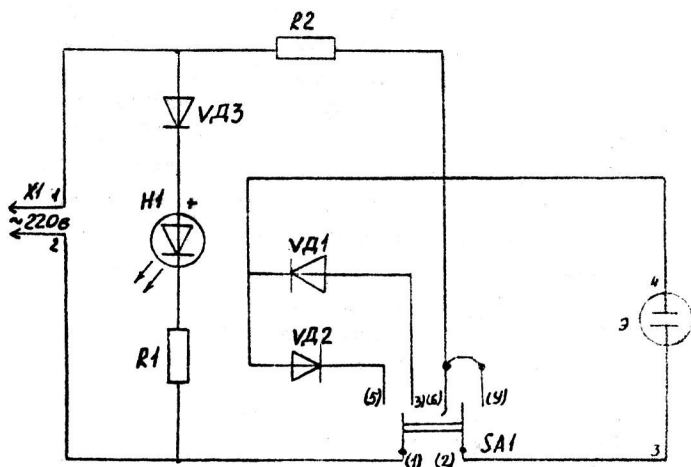 R2
VД3
X1 1
~220в
2
H1 +
VД1
4
Э
R1
VД2
(5) 3) (6) (4)
SA1
(1) (2)
3